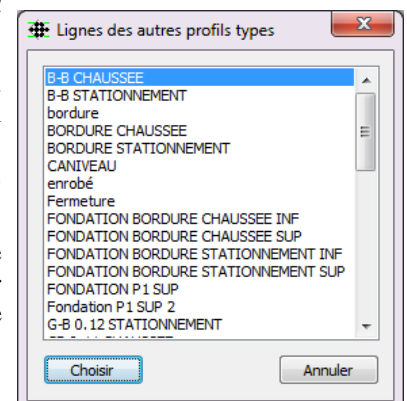 Lignes des autres profils types
B-B CHAUSSEE
B-B STATIONNEMENT
bordure
BORDURE CHAUSSEE
BORDURE STATIONNEMENT
CANIVEAU
enrobé
Fermeture
FONDATION BORDURE CHAUSSEE INF
FONDATION BORDURE CHAUSSEE SUP
FONDATION BORDURE STATIONNEMENT INF
FONDATION BORDURE STATIONNEMENT SUP
FONDATION P1 SUP
Fondation P1 SUP 2
G-B 0.12 STATIONNEMENT
Choisir
Annuler